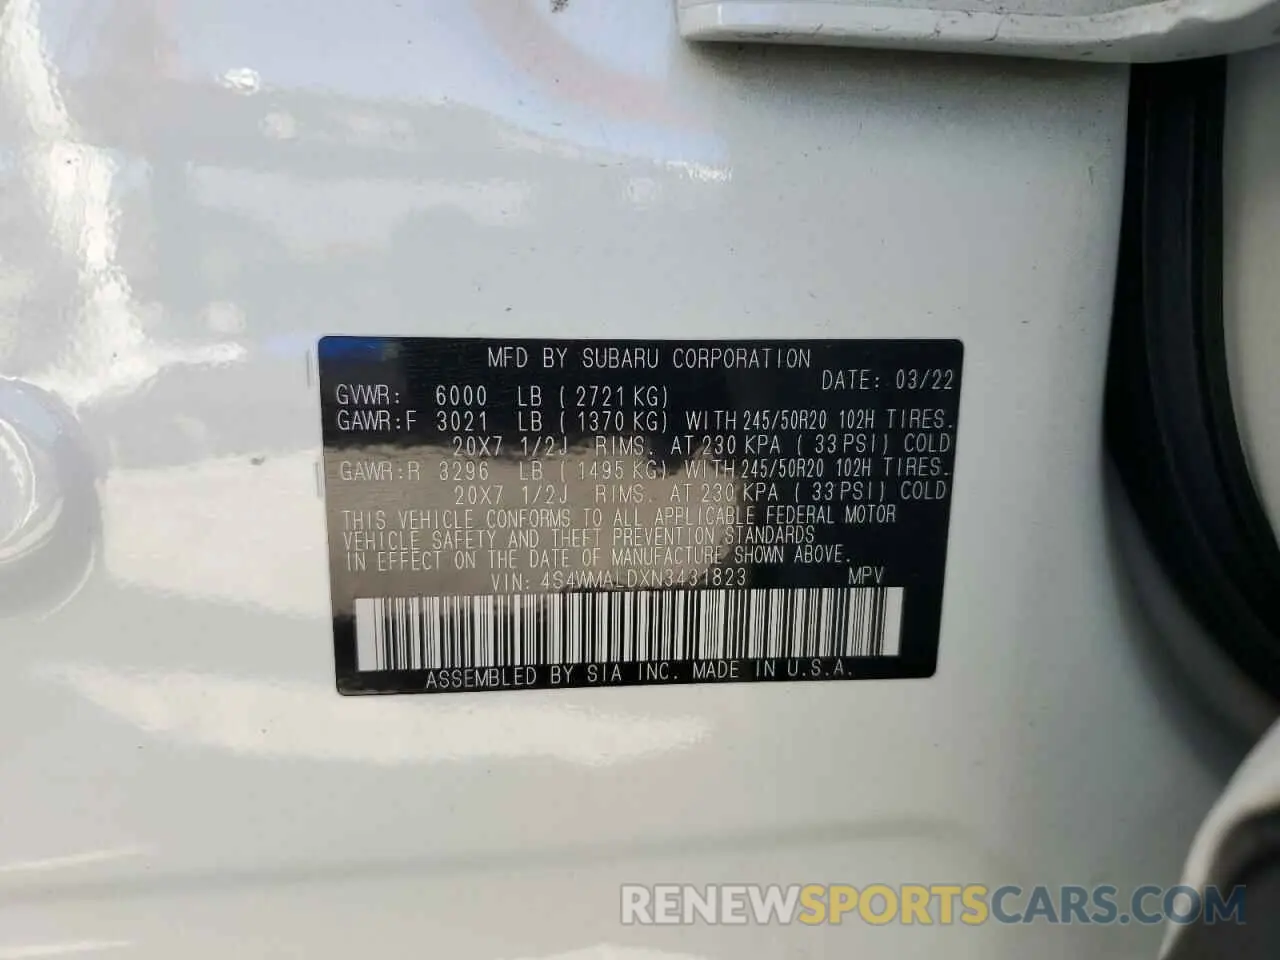 MFD BY SUBARU CORPORATION
DATE: 03/22
GVWR: 6000 LB ( 2721 KG)
GAWR:F 3021 LB ( 1370 KG) WITH 245/50R20 102H TIRES.
20X7 1/2J RIMS. AT 230 KPA ( 33 PSI) COLD
GAWR:R 3296 LB ( 1495 KG) WITH 245/50R20 102H TIRES.
20X7 1/2J RIMS. AT 230 KPA ( 33 PSI) COLD
THIS VEHICLE CONFORMS TO ALL APPLICABLE FEDERAL MOTOR
VEHICLE SAFETY AND THEFT PREVENTION STANDARDS
IN EFFECT ON THE DATE OF MANUFACTURE SHOWN ABOVE.
VIN: 4S4WMALDXN3431823 MPV
ASSEMBLED BY SIA INC. MADE IN U.S.A.
RENEWSPORTSCARS.COM